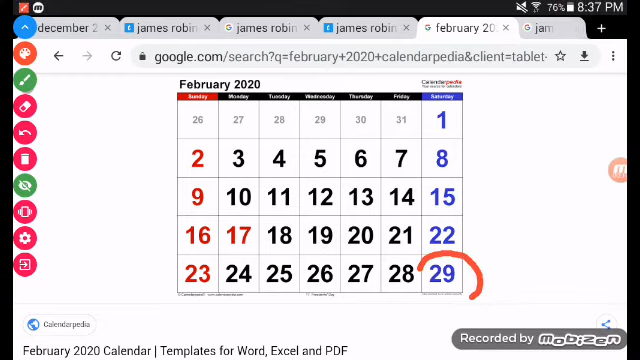 76% 8:37 PM
december 2
james robin
james robin
james robin
february 2020
jam
google.com/search?q=february+2020+calendarpedia&client=tablet-
February 2020
Calendarpedia
Sunday Monday Tuesday Wednesday Thursday Friday Saturday
26 27 28 29 30 31 1
2 3 4 5 6 7 8
9 10 11 12 13 14 15
16 17 18 19 20 21 22
23 24 25 26 27 28 29
Calendarpedia
Recorded by
mobizen
February 2020 Calendar | Templates for Word, Excel and PDF